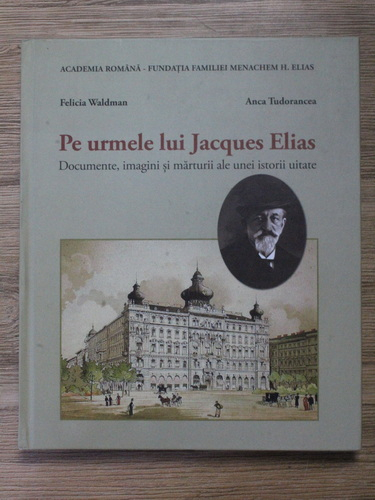 ACADEMIA ROMÂNĂ - FUNDAȚIA FAMILIEI MENACHEM H. ELIAS
Felicia Waldman Anca Tudorancea
Pe urmele lui Jacques Elias
Documente, imagini și mărturii ale unei istorii uitate